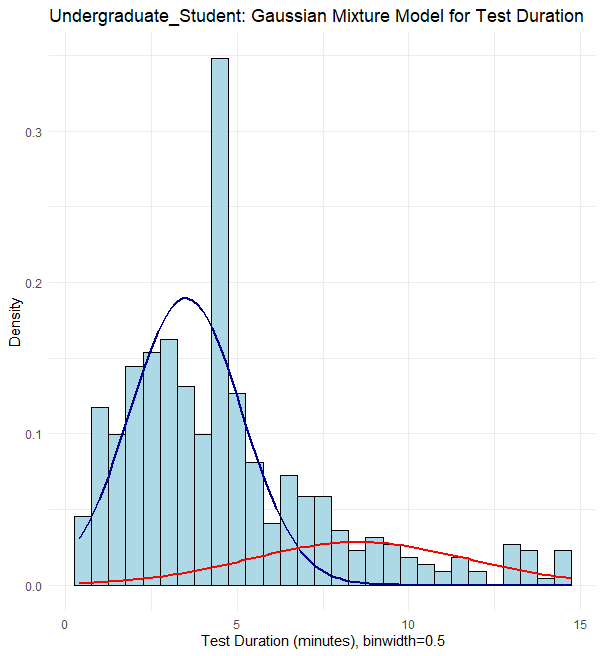 Undergraduate_Student: Gaussian Mixture Model for Test Duration
Density
0.3
0.2
0.1
0.0
0
5
10
15
Test Duration (minutes), binwidth=0.5